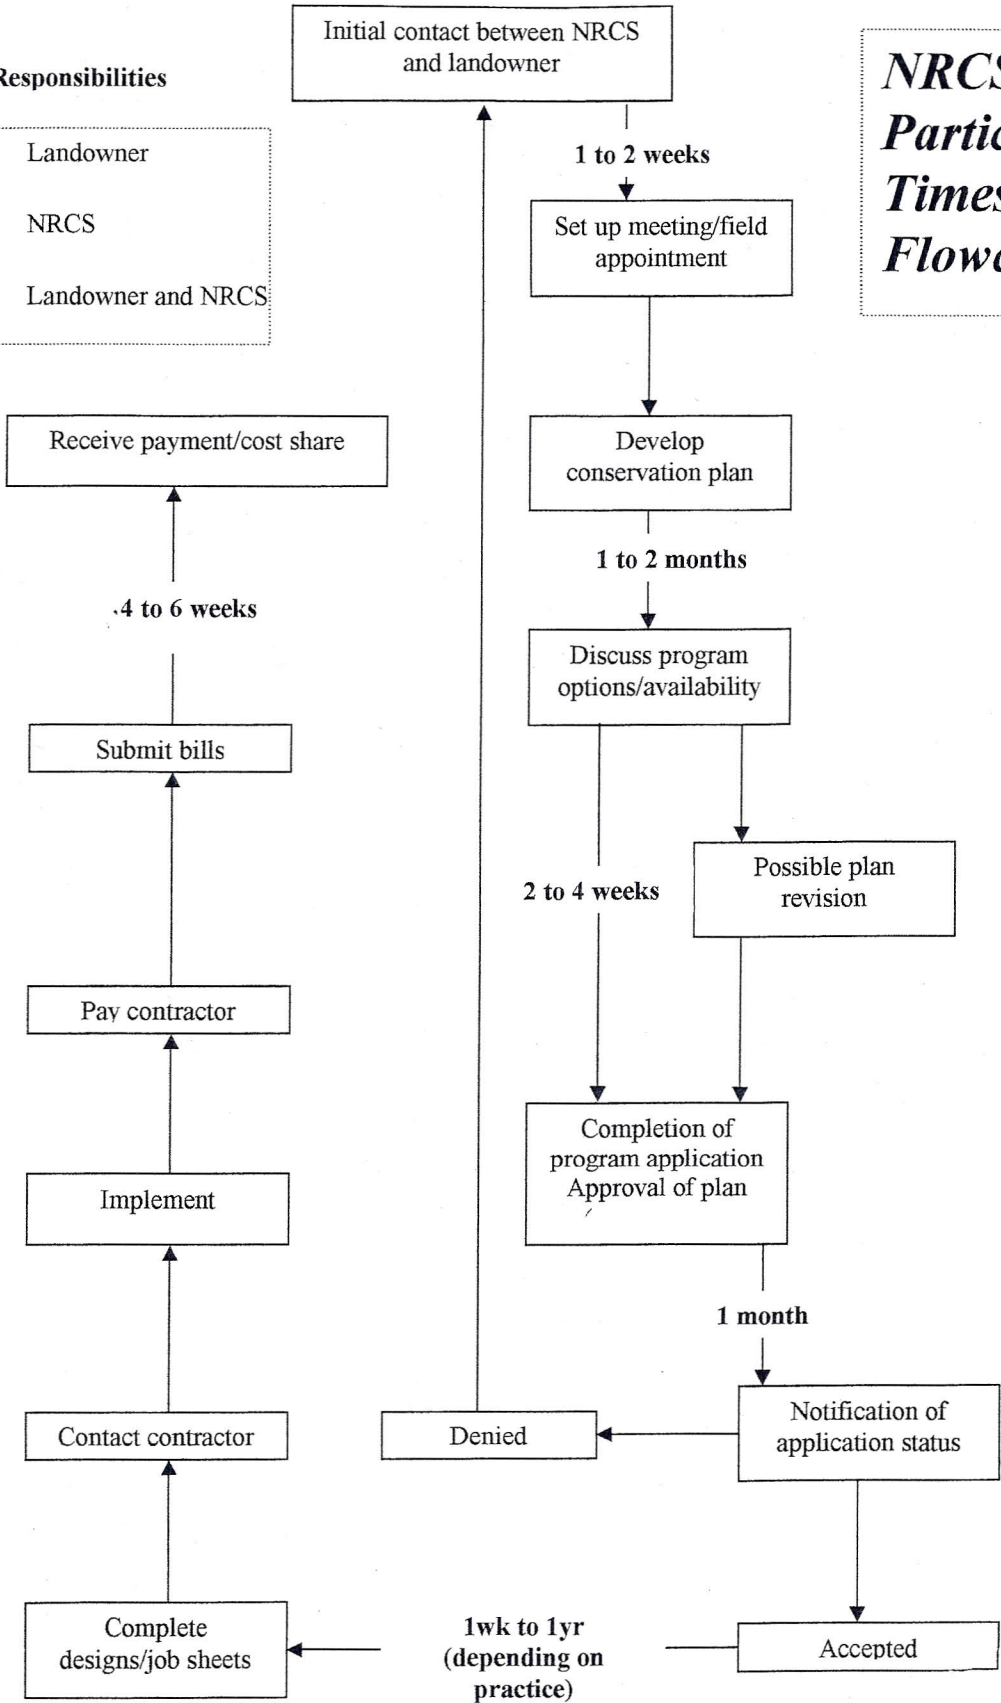 Initial contact between NRCS
and landowner
Responsibilities
Landowner
NRCS
Landowner and NRCS
NRCS
Partic
Times
Flowc
1 to 2 weeks
Set up meeting/field
appointment
Develop
conservation plan
1 to 2 months
Discuss program
options/availability
2 to 4 weeks
Possible plan
revision
Completion of
program application
Approval of plan
1 month
Notification of
application status
Denied
Accepted
1wk to 1yr
(depending on
practice)
Complete
designs/job sheets
Contact contractor
Implement
Pay contractor
Submit bills
4 to 6 weeks
Receive payment/cost share